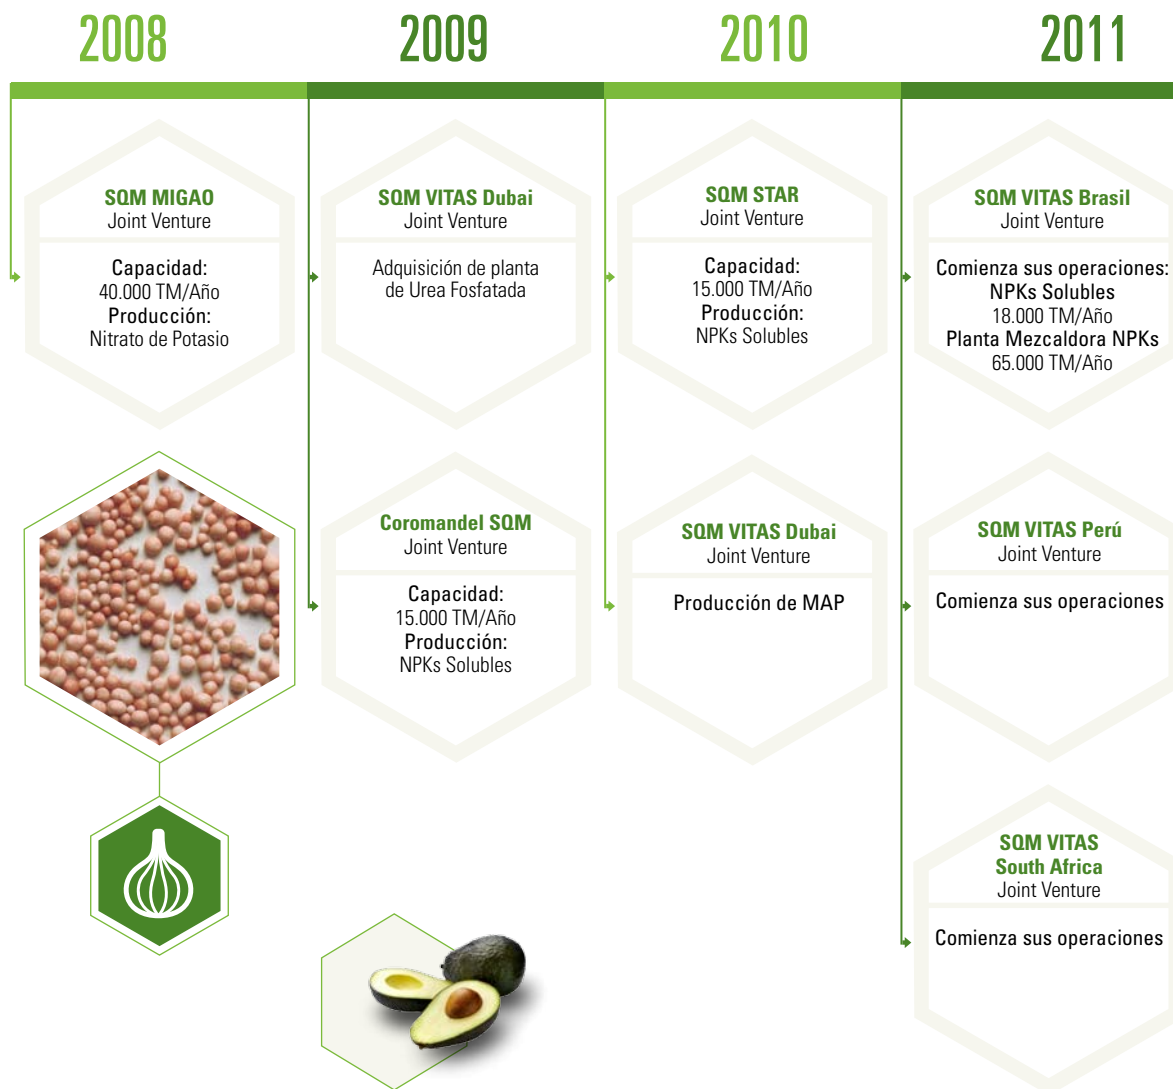 2008
2009
2010
2011
SQM MIGAO
Joint Venture
Capacidad:
40.000 TM/Año
Producción:
Nitrato de Potasio
SQM VITAS Dubai
Joint Venture
Adquisición de planta
de Urea Fosfatada
SQM STAR
Joint Venture
Capacidad:
15.000 TM/Año
Producción:
NPKs Solubles
SQM VITAS Brasil
Joint Venture
Comienza sus operaciones:
NPKs Solubles
18.000 TM/Año
Planta Mezcaldora NPKs
65.000 TM/Año
Coromandel SQM
Joint Venture
Capacidad:
15.000 TM/Año
Producción:
NPKs Solubles
SQM VITAS Dubai
Joint Venture
Producción de MAP
SQM VITAS Perú
Joint Venture
Comienza sus operaciones
SQM VITAS
South Africa
Joint Venture
Comienza sus operaciones